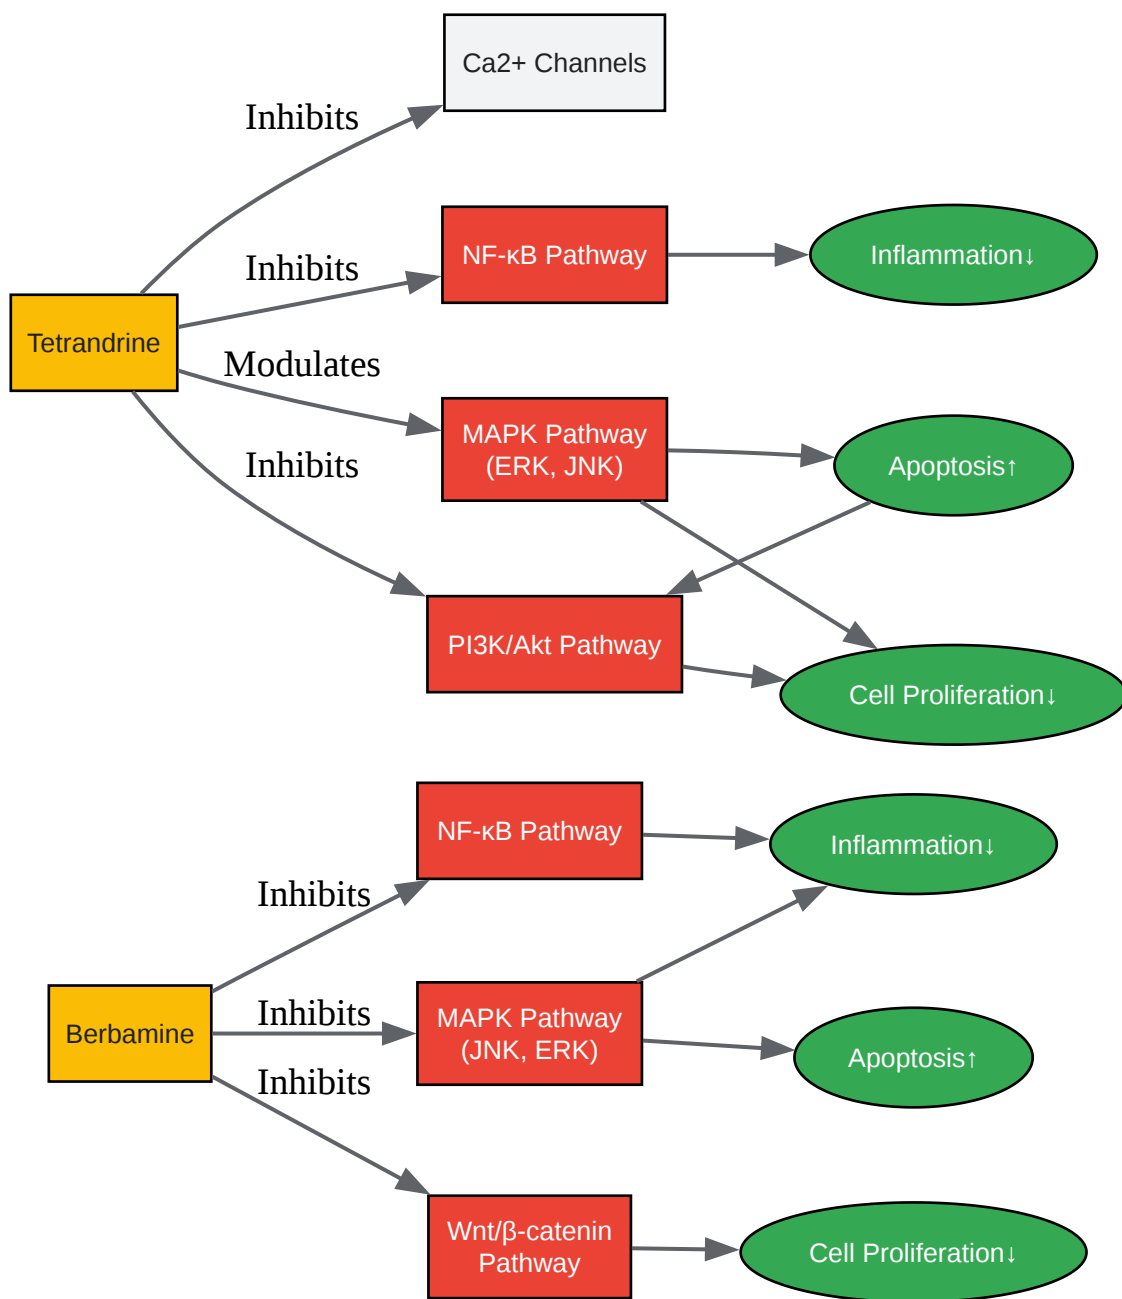 Ca2+ Channels
Inhibits
NF-κB Pathway
Inflammation↓
Inhibits
Tetrandrine
Modulates
MAPK Pathway
(ERK, JNK)
Apoptosis↑
Inhibits
PI3K/Akt Pathway
Cell Proliferation↓
NF-κB Pathway
Inflammation↓
Inhibits
Berbamine
Inhibits
MAPK Pathway
(JNK, ERK)
Apoptosis↑
Inhibits
Wnt/β-catenin
Pathway
Cell Proliferation↓